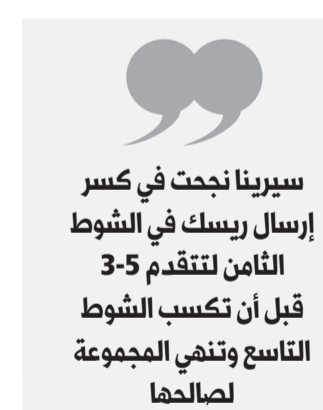 سيرينا نجحت في كسر
إرسال ريسك في الشوط
الثامن لتتقدم 5-3
قبل أن تكسب الشوط
التاسع وتنهي المجموعة
لصالحها